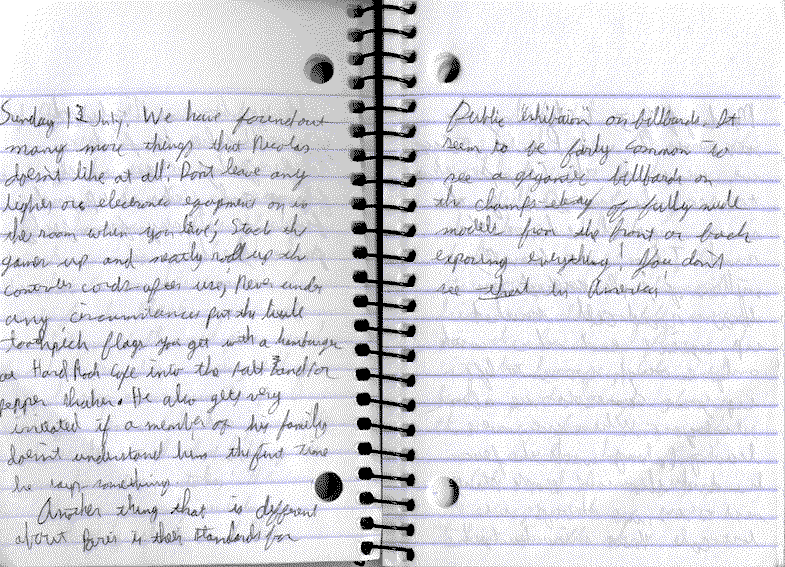 Sunday 13 July. We have found out
many more things that Nicolas
doesn't like at all: Don't leave any
lights or electronic equipment on in
the room when you leave; Stack the
games up and neatly roll up the
controller cords after use; Never under
any circumstances put the little
toothpick flags you get with a hamburger
at Hard Rock Cafe into the salt and/or
pepper shaker. He also gets very
irritated if a member of his family
doesn't understand him the first time
he says something.
Another thing that is different
about Paris is their standards for
Public "exhibition" on billboards. It
seem to be fairly common to
see a gigantic billboards on
the champs of fully nude
models from the front or back
exposing everything! You don't
see that in America!